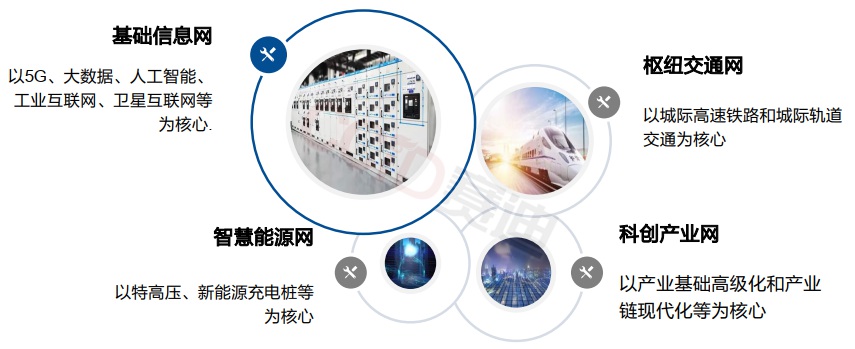 基础信息网
以5G、大数据、人工智能、
工业互联网、卫星互联网等
为核心.
枢纽交通网
以城际高速铁路和城际轨道
交通为核心
智慧能源网
以特高压、新能源充电桩等
为核心
科创产业网
以产业基础高级化和产业
链现代化等为核心
赛迪